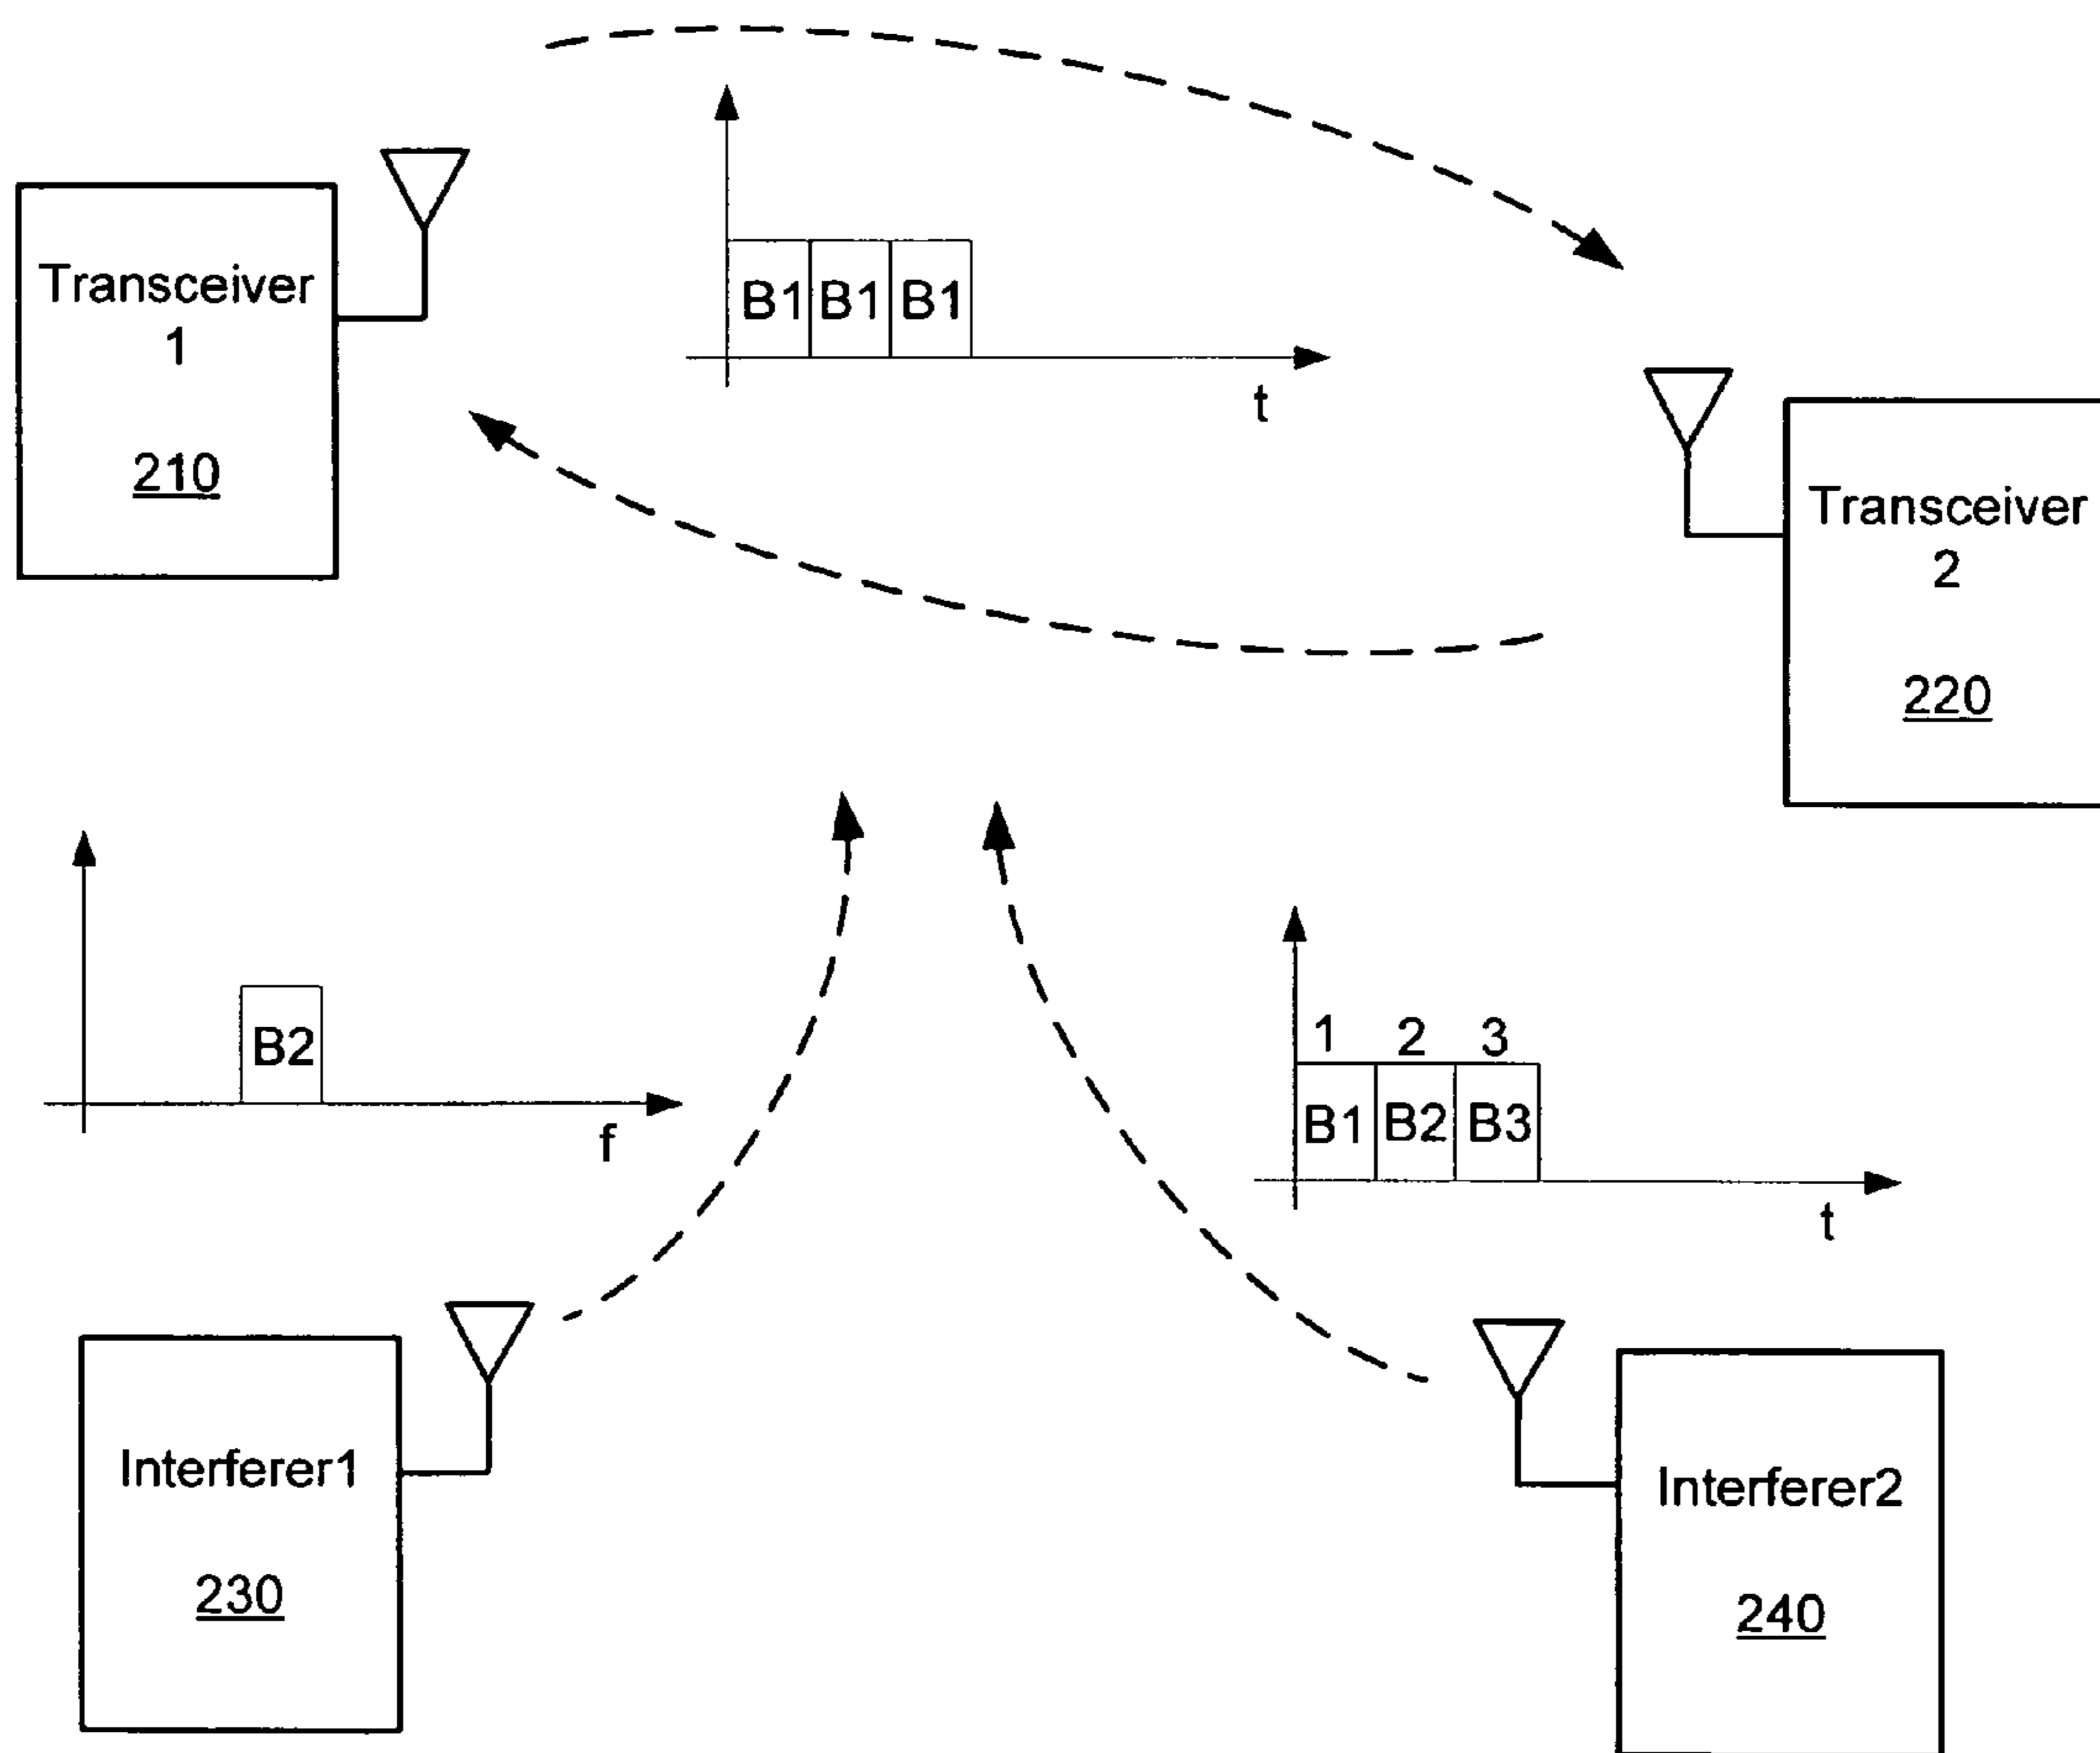 Transceiver
1
210
B1 B1 B1
t
Transceiver
2
220
B2
f
1 2 3
B1 B2 B3
t
Interferer1
230
Interferer2
240